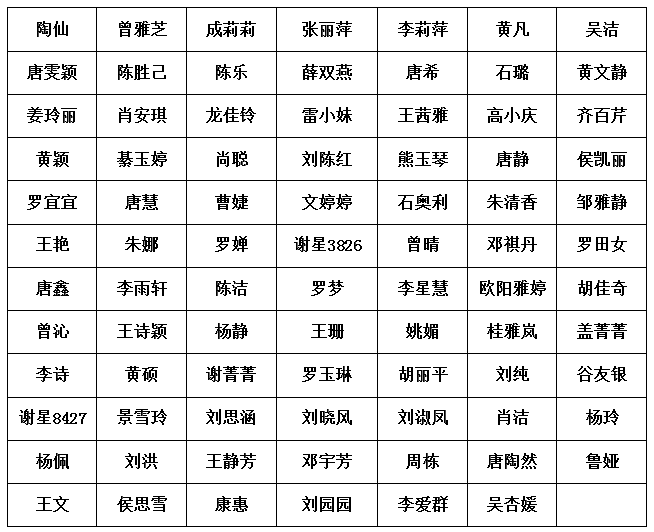 陶仙 曾雅芝 成莉莉 张丽萍 李莉萍 黄凡 吴洁
唐雯颖 陈胜己 陈乐 薛双燕 唐希 石璐 黄文静
姜玲丽 肖安琪 龙佳铃 雷小妹 王茜雅 高小庆 齐百芹
黄颖 綦玉婷 尚聪 刘陈红 熊玉琴 唐静 侯凯丽
罗宜宜 唐慧 曹婕 文婷婷 石奥利 朱清香 邹雅静
王艳 朱娜 罗婵 谢星3826 曾晴 邓祺丹 罗田女
唐鑫 李雨轩 陈洁 罗梦 李星慧 欧阳雅婷 胡佳奇
曾沁 王诗颖 杨静 王珊 姚媚 桂雅岚 盖菁菁
李诗 黄硕 谢菁菁 罗玉琳 胡丽平 刘纯 谷友银
谢星8427 景雪玲 刘思涵 刘晓风 刘淑凤 肖洁 杨玲
杨佩 刘洪 王静芳 邓宇芳 周栋 唐陶然 鲁娅
王文 侯思雪 康惠 刘园园 李爱群 吴杏媛